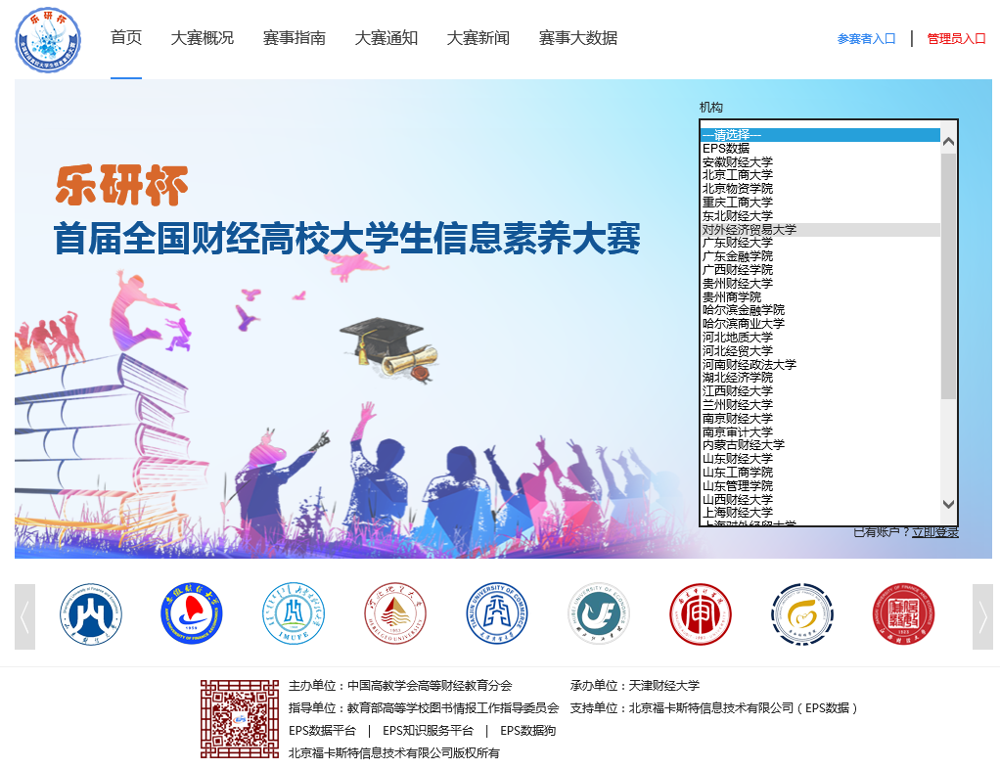 乐研杯
首页 大赛概况 赛事指南 大赛通知 大赛新闻 赛事大数据 参赛者入口 | 管理员入口
机构
---请选择---
EPS数据
安徽财经大学
北京工商大学
北京物资学院
重庆工商大学
东北财经大学
对外经济贸易大学
广东财经大学
广东金融学院
广西财经学院
贵州财经大学
贵州商学院
哈尔滨金融学院
哈尔滨商业大学
河北地质大学
河北经贸大学
河南财经政法大学
湖北经济学院
江西财经大学
兰州财经大学
南京财经大学
南京审计大学
内蒙古财经大学
山东财经大学
山东工商学院
山东管理学院
山西财经大学
上海财经大学
上海对外经贸大学
乐研杯
首届全国财经高校大学生信息素养大赛
已有账户？立即登录
主办单位：中国高教学会高等财经教育分会 承办单位：天津财经大学
指导单位：教育部高等学校图书情报工作指导委员会 支持单位：北京福卡斯特信息技术有限公司（EPS数据）
EPS数据平台 | EPS知识服务平台 | EPS数据狗
北京福卡斯特信息技术有限公司版权所有